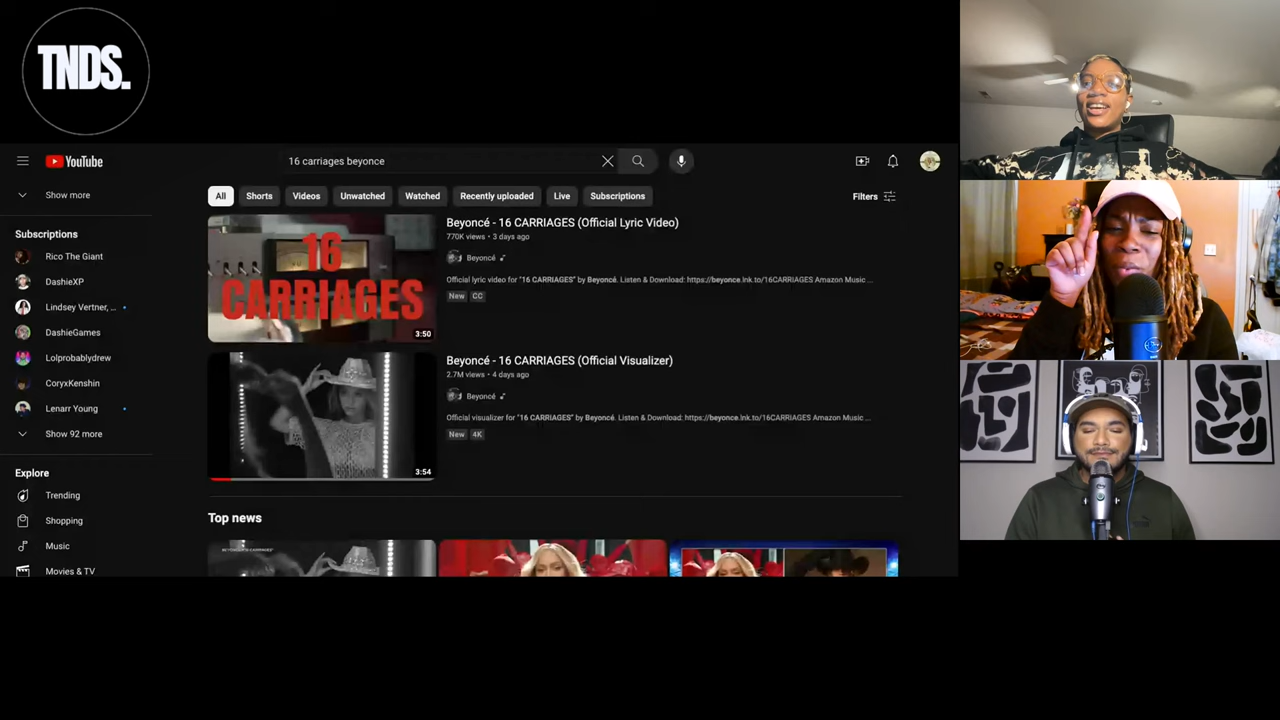 TNDS.
YouTube
16 carriages beyonce
Show more
All
Shorts
Videos
Unwatched
Watched
Recently uploaded
Live
Subscriptions
Filters
Subscriptions
Rico The Giant
DashieXP
Lindsey Vertner, ...
DashieGames
Lolprobablydrew
CoryxKenshin
Lenarr Young
Show 92 more
Explore
Trending
Shopping
Music
Movies & TV
16
CARRIAGES
3:50
Beyoncé - 16 CARRIAGES (Official Lyric Video)
770K views • 3 days ago
Beyoncé
Official lyric video for "16 CARRIAGES" by Beyoncé. Listen & Download: https://beyonce.lnk.to/16CARRIAGES Amazon Music ...
New
CC
3:54
Beyoncé - 16 CARRIAGES (Official Visualizer)
2.7M views • 4 days ago
Beyoncé
Official visualizer for "16 CARRIAGES" by Beyoncé. Listen & Download: https://beyonce.lnk.to/16CARRIAGES Amazon Music ...
New
4K
Top news